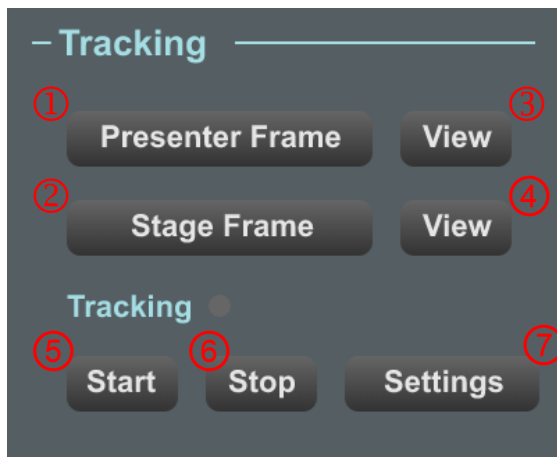 Tracking
① Presenter Frame View ③
② Stage Frame View ④
Tracking
⑤ Start ⑥ Stop Settings ⑦